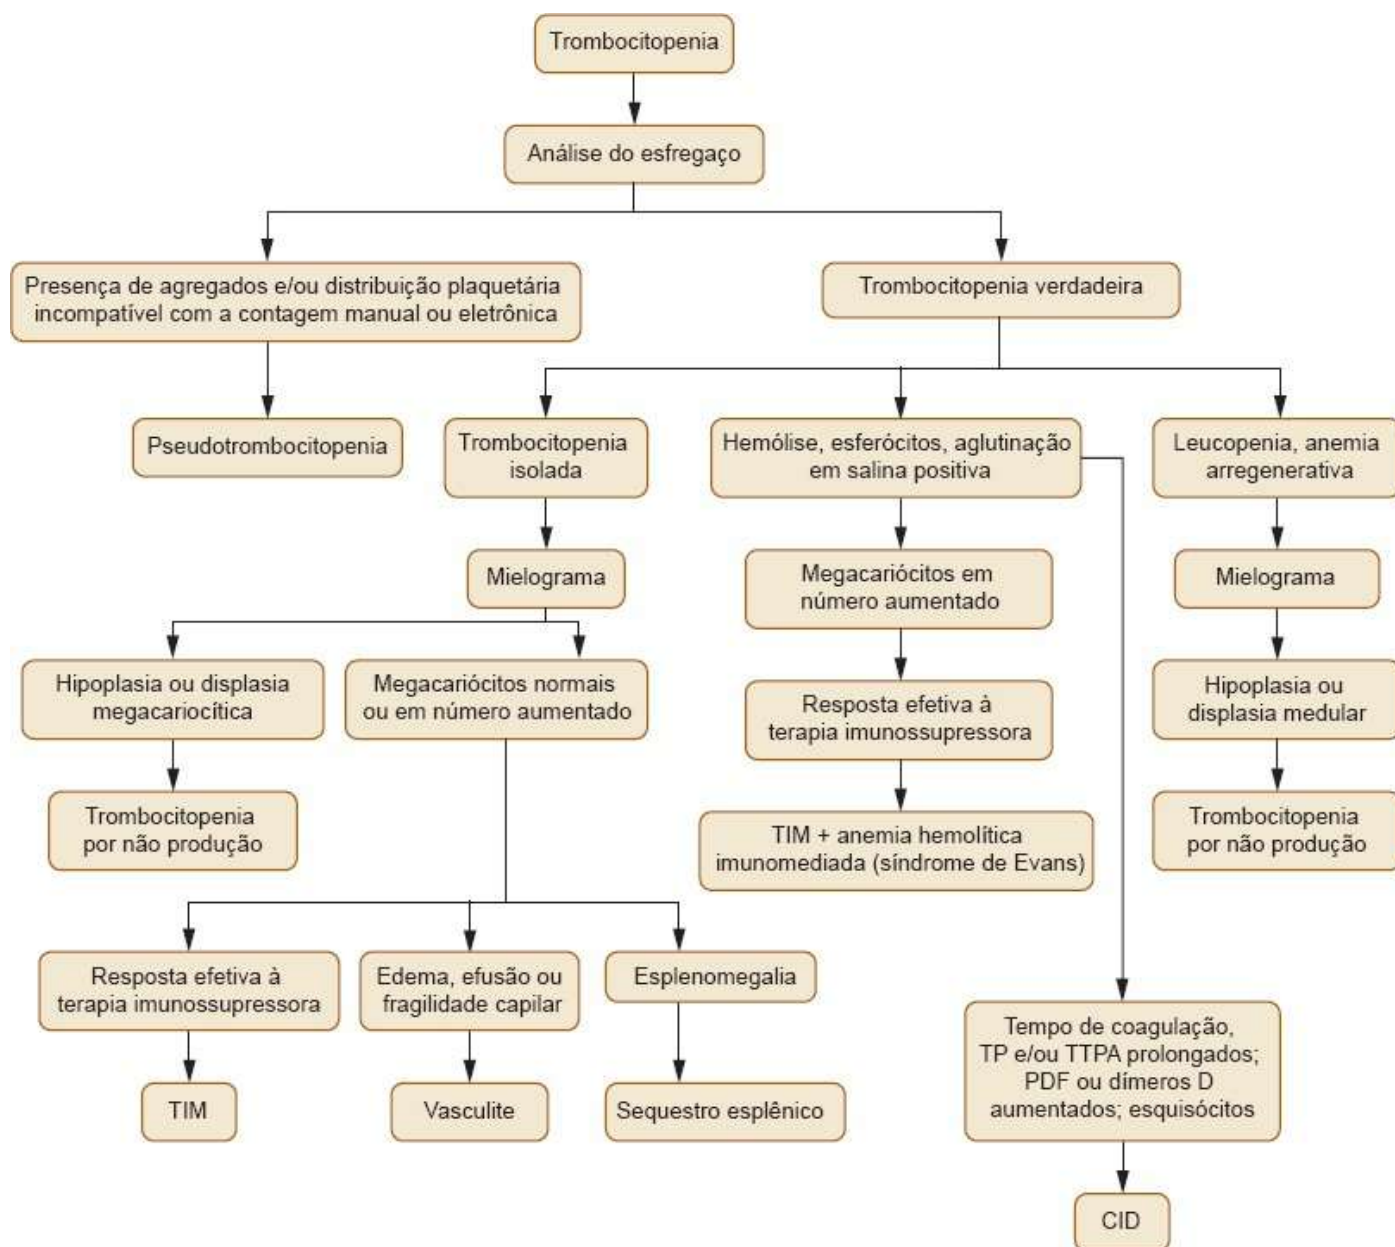 Trombocitopenia
Análise do esfregaço
Presença de agregados e/ou distribuição plaquetária
incompatível com a contagem manual ou eletrônica
Trombocitopenia verdadeira
Pseudotrombocitopenia
Trombocitopenia
isolada
Hemólise, esferócitos, aglutinação
em salina positiva
Leucopenia, anemia
arregenerativa
Mielograma
Megacariócitos em
número aumentado
Mielograma
Hipoplasia ou displasia
megacariocítica
Megacariócitos normais
ou em número aumentado
Resposta efetiva à
terapia imunossupressora
Hipoplasia ou
displasia medular
Trombocitopenia
por não produção
TIM + anemia hemolítica
imunomediada (síndrome de Evans)
Trombocitopenia
por não produção
Resposta efetiva à
terapia imunossupressora
Edema, efusão ou
fragilidade capilar
Esplenomegalia
Tempo de coagulação,
TP e/ou TTPA prolongados;
PDF ou dímeros D
aumentados; esquisócitos
TIM
Vasculite
Sequestro esplênico
CID